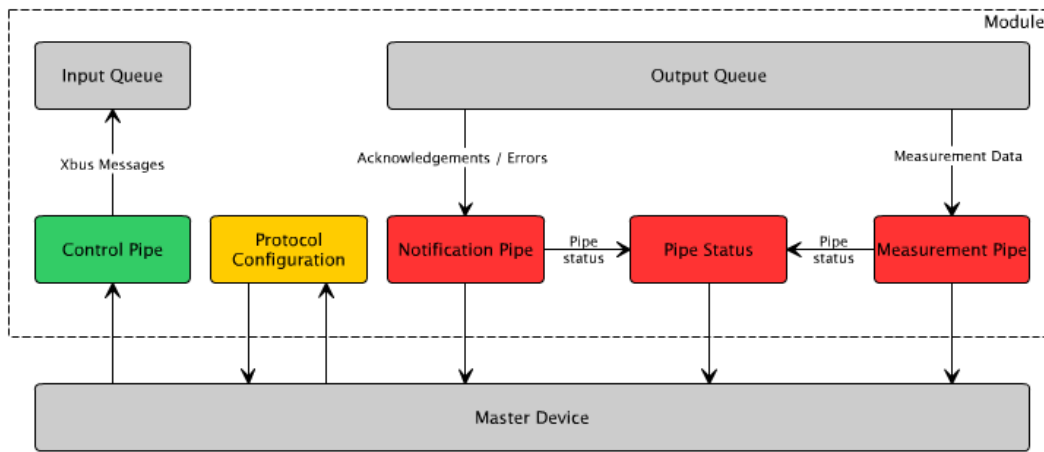 Module
Input Queue
Output Queue
Xbus Messages
Acknowledgements / Errors
Measurement Data
Control Pipe
Protocol
Configuration
Notification Pipe
Pipe
status
Pipe Status
Pipe
status
Measurement Pipe
Master Device